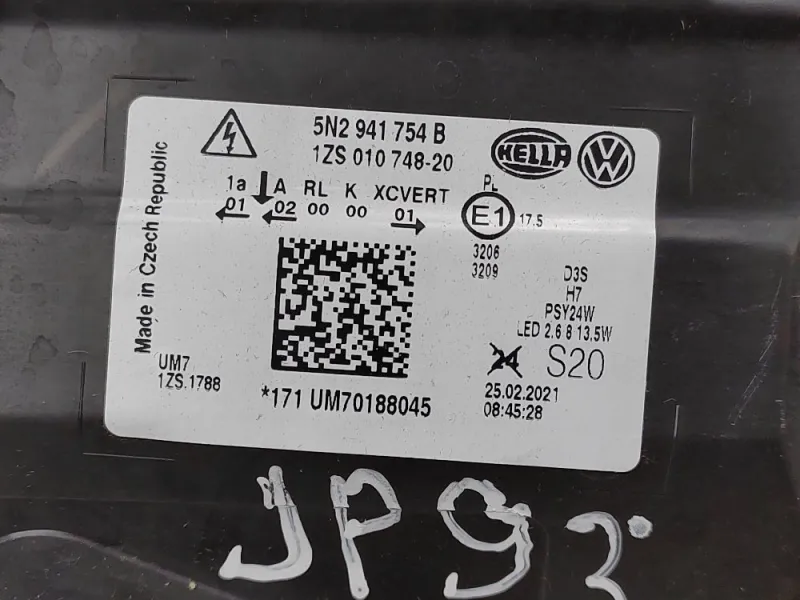 5N2 941 754 B
1ZS 010 748-20
HELLA
VW
Made in Czech Republic
1a A RL K XCVERT
01 02 00 00 01
PL
E1 17,5
3206
3209
D3S
H7
PSY24W
LED 2.6 8 13,5W
24 S20
UM7
1ZS.1788
*171 UM70188045
25.02.2021
08:45:28
JP93